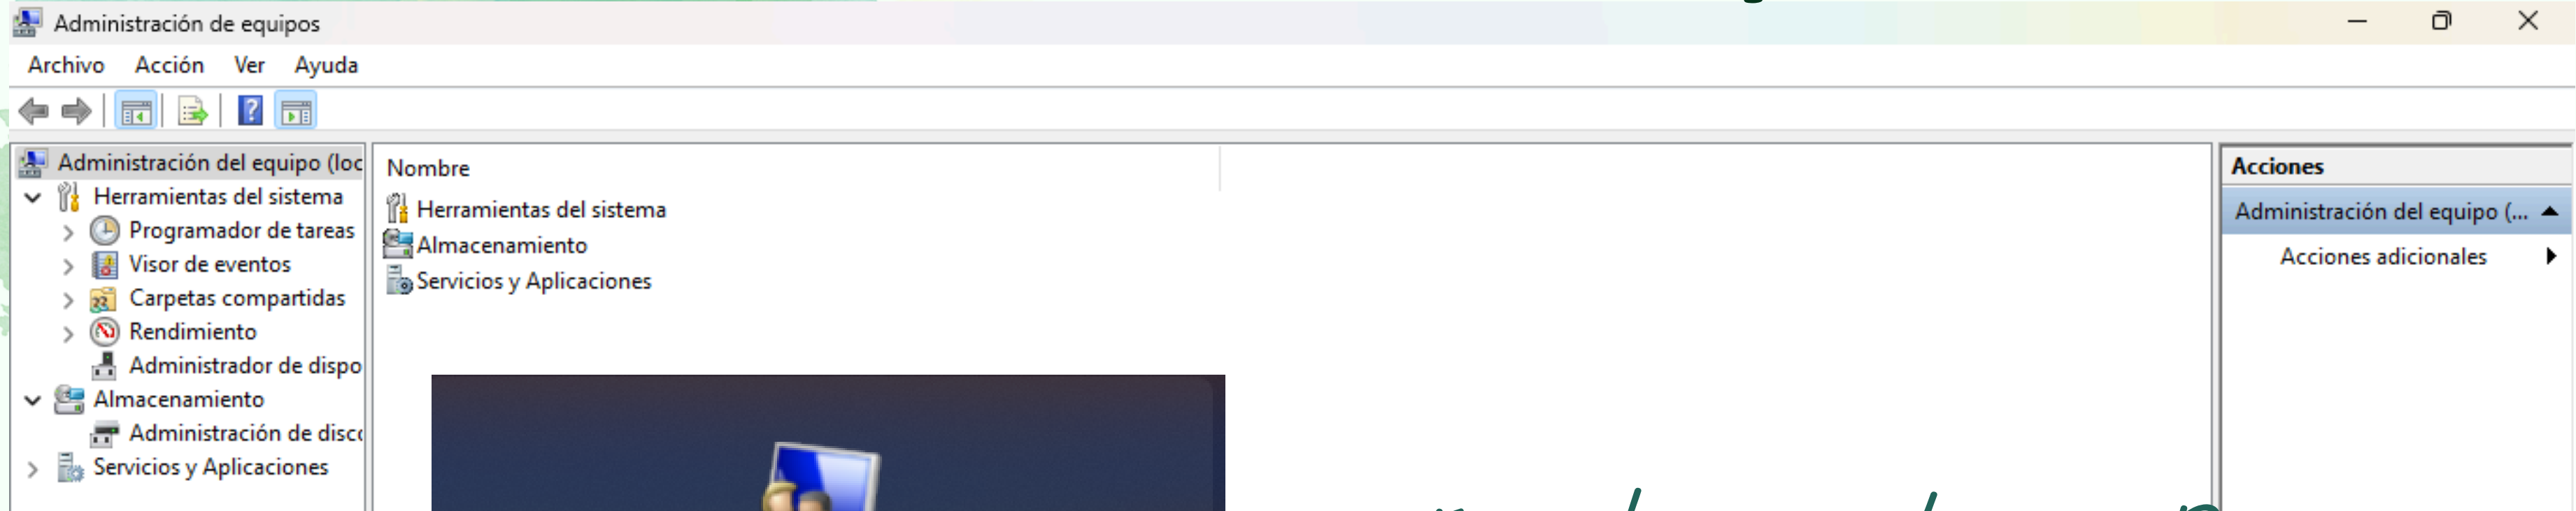 Administración de equipos
Archivo Acción Ver Ayuda
Administración del equipo (loc
Herramientas del sistema
Programador de tareas
Visor de eventos
Carpetas compartidas
Rendimiento
Administrador de dispo
Almacenamiento
Administración de disc
Servicios y Aplicaciones
Nombre
Herramientas del sistema
Almacenamiento
Servicios y Aplicaciones
Acciones
Administración del equipo (...
Acciones adicionales